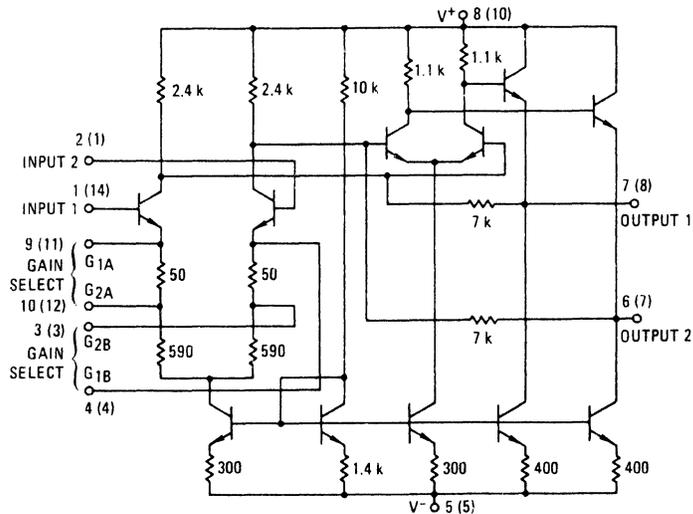 V+ 8 (10)
2.4 k
2.4 k
10 k
1.1 k
1.1 k
2 (1)
INPUT 2
1 (14)
INPUT 1
7 (8)
OUTPUT 1
7 k
9 (11)
GAIN SELECT
G1A
G2A
10 (12)
50
50
3 (3)
GAIN SELECT
G2B
G1B
4 (4)
590
590
6 (7)
OUTPUT 2
7 k
300
1.4 k
300
400
400
V− 5 (5)